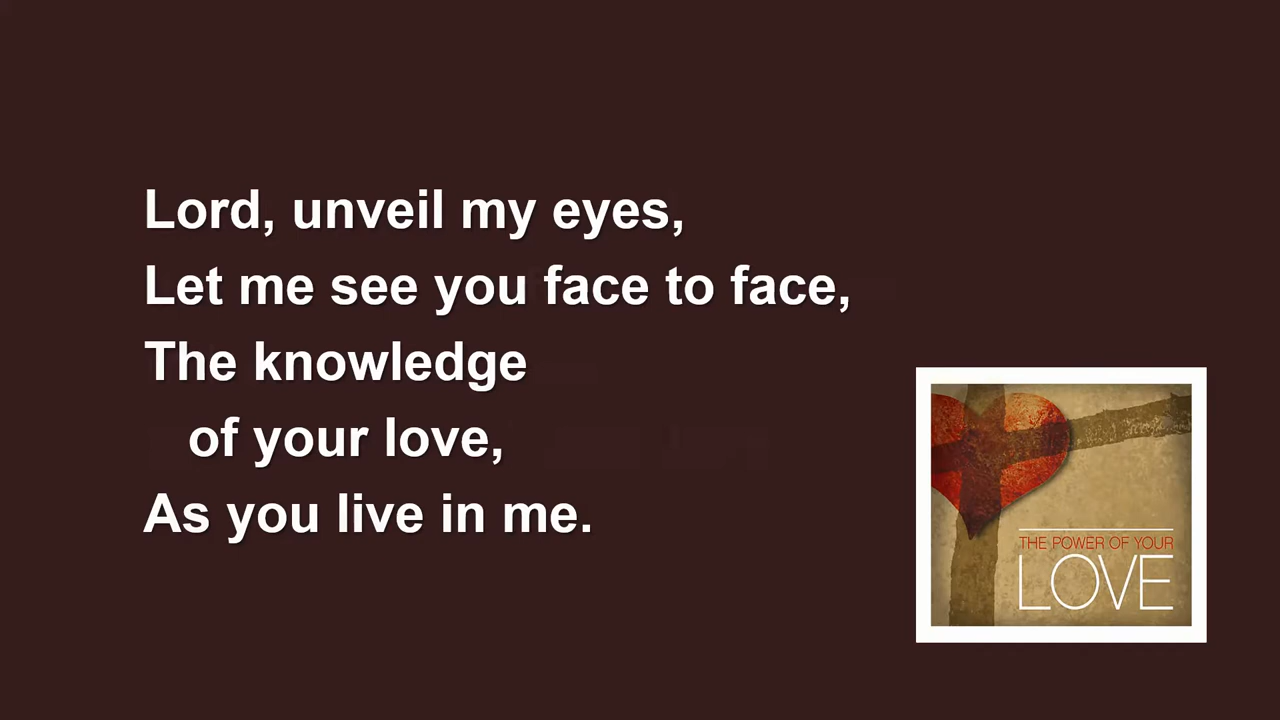 Lord, unveil my eyes,
Let me see you face to face,
The knowledge
of your love,
As you live in me.
THE POWER OF YOUR
LOVE